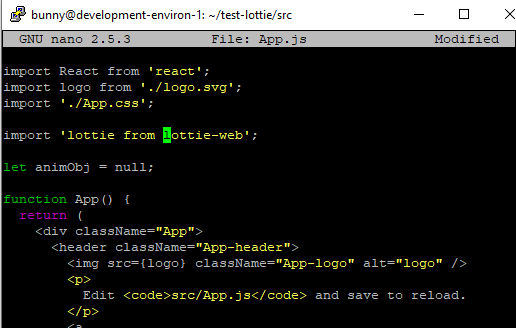 bunny@development-environ-1: ~/test-lottie/src
GNU nano 2.5.3 File: App.js Modified
import React from 'react';
import logo from './logo.svg';
import './App.css';
import 'lottie from lottie-web';
let animObj = null;
function App() {
return (
<div className="App">
<header className="App-header">
<img src={logo} className="App-logo" alt="logo" />
<p>
Edit <code>src/App.js</code> and save to reload.
</p>
<a